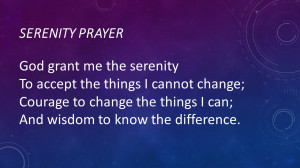 SERENITY PRAYER
God grant me the serenity
To accept the things I cannot change;
Courage to change the things I can;
And wisdom to know the difference.